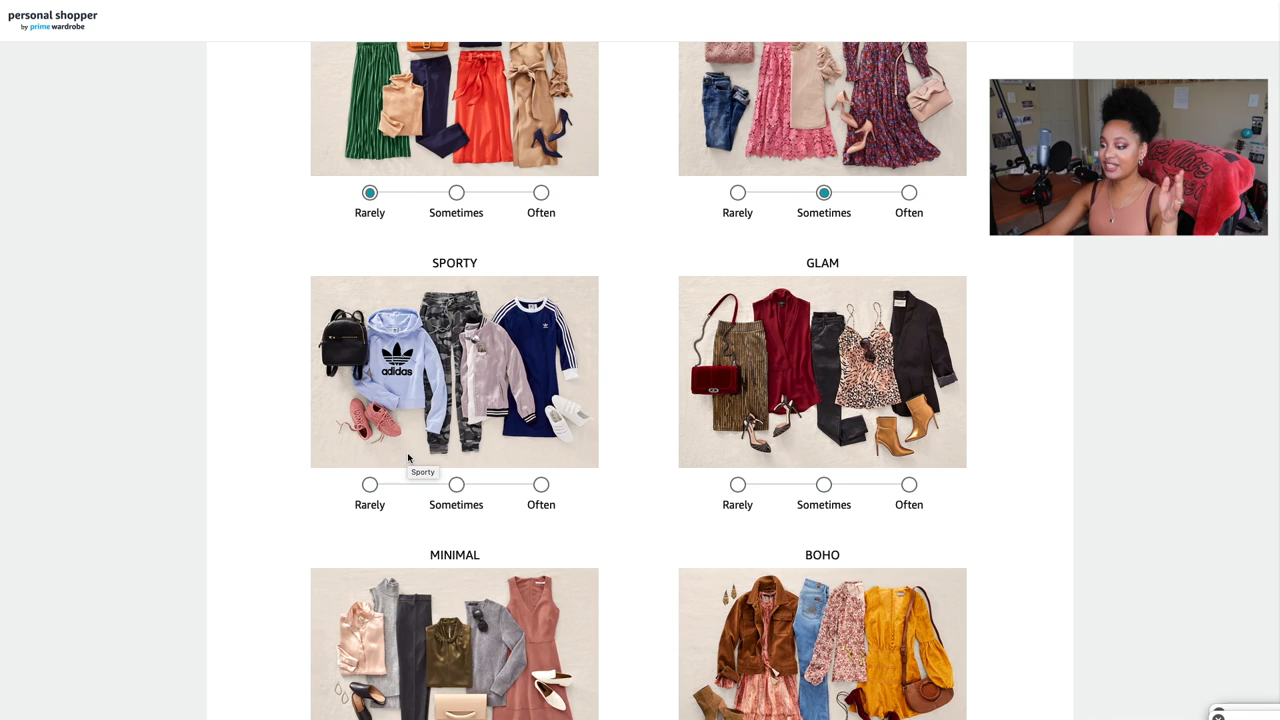 personal shopper
by prime wardrobe
Rarely Sometimes Often
Rarely Sometimes Often
SPORTY
GLAM
adidas
Sporty
Rarely Sometimes Often
Rarely Sometimes Often
MINIMAL
BOHO